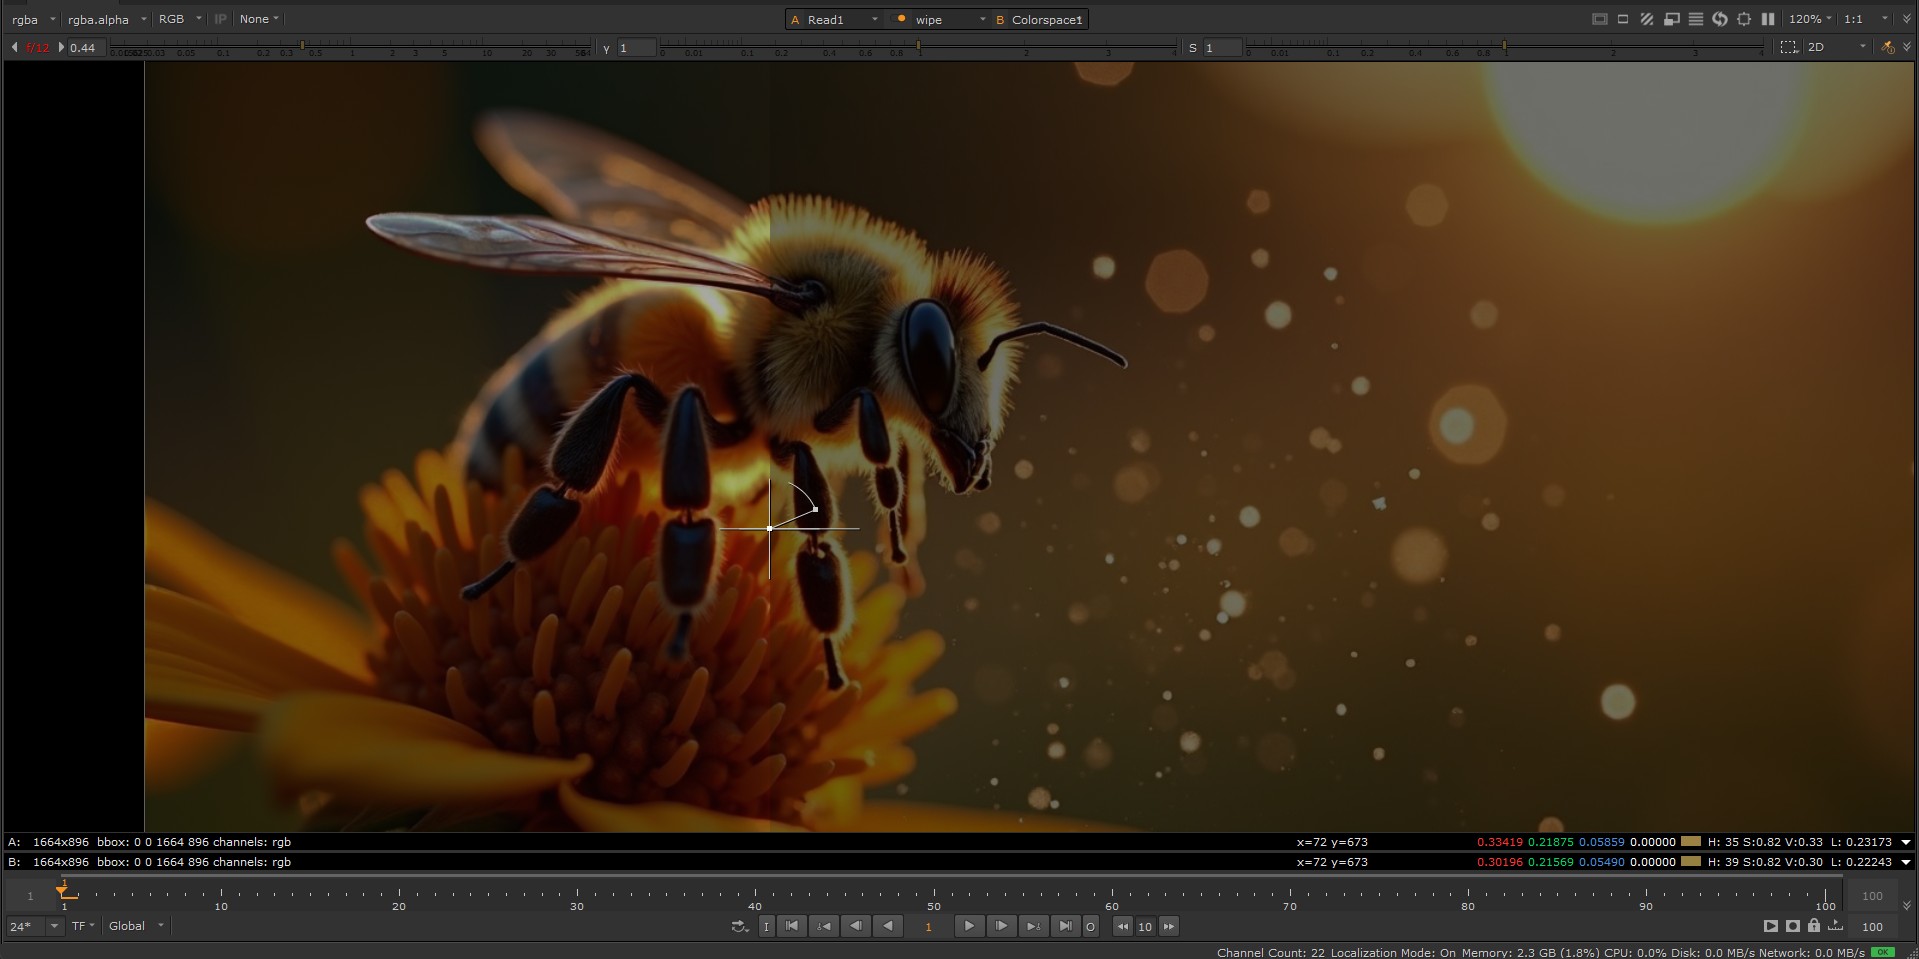 rgba rgba.alpha RGB IP None A Read1 wipe B Colorspace1 120% 1:1
f/12 0.44 γ 1 S 1 2D
A: 1664x896 bbox: 0 0 1664 896 channels: rgb x=72 y=673 0.33419 0.21875 0.05859 0.00000 H: 35 S:0.82 V:0.33 L: 0.23173
B: 1664x896 bbox: 0 0 1664 896 channels: rgb x=72 y=673 0.30196 0.21569 0.05490 0.00000 H: 39 S:0.82 V:0.30 L: 0.22243
1
1 100
1 10 20 30 40 50 60 70 80 90 100
24* TF Global I 1 O 10 100
Channel Count: 22 Localization Mode: On Memory: 2.3 GB (1.8%) CPU: 0.0% Disk: 0.0 MB/s Network: 0.0 MB/s OK